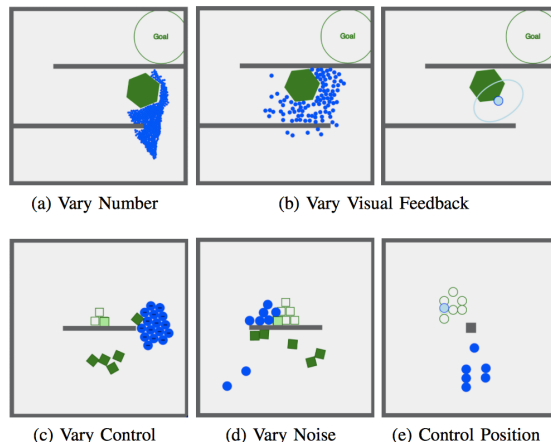 Goal
Goal
Goal
(a) Vary Number
(b) Vary Visual Feedback
(c) Vary Control
(d) Vary Noise
(e) Control Position